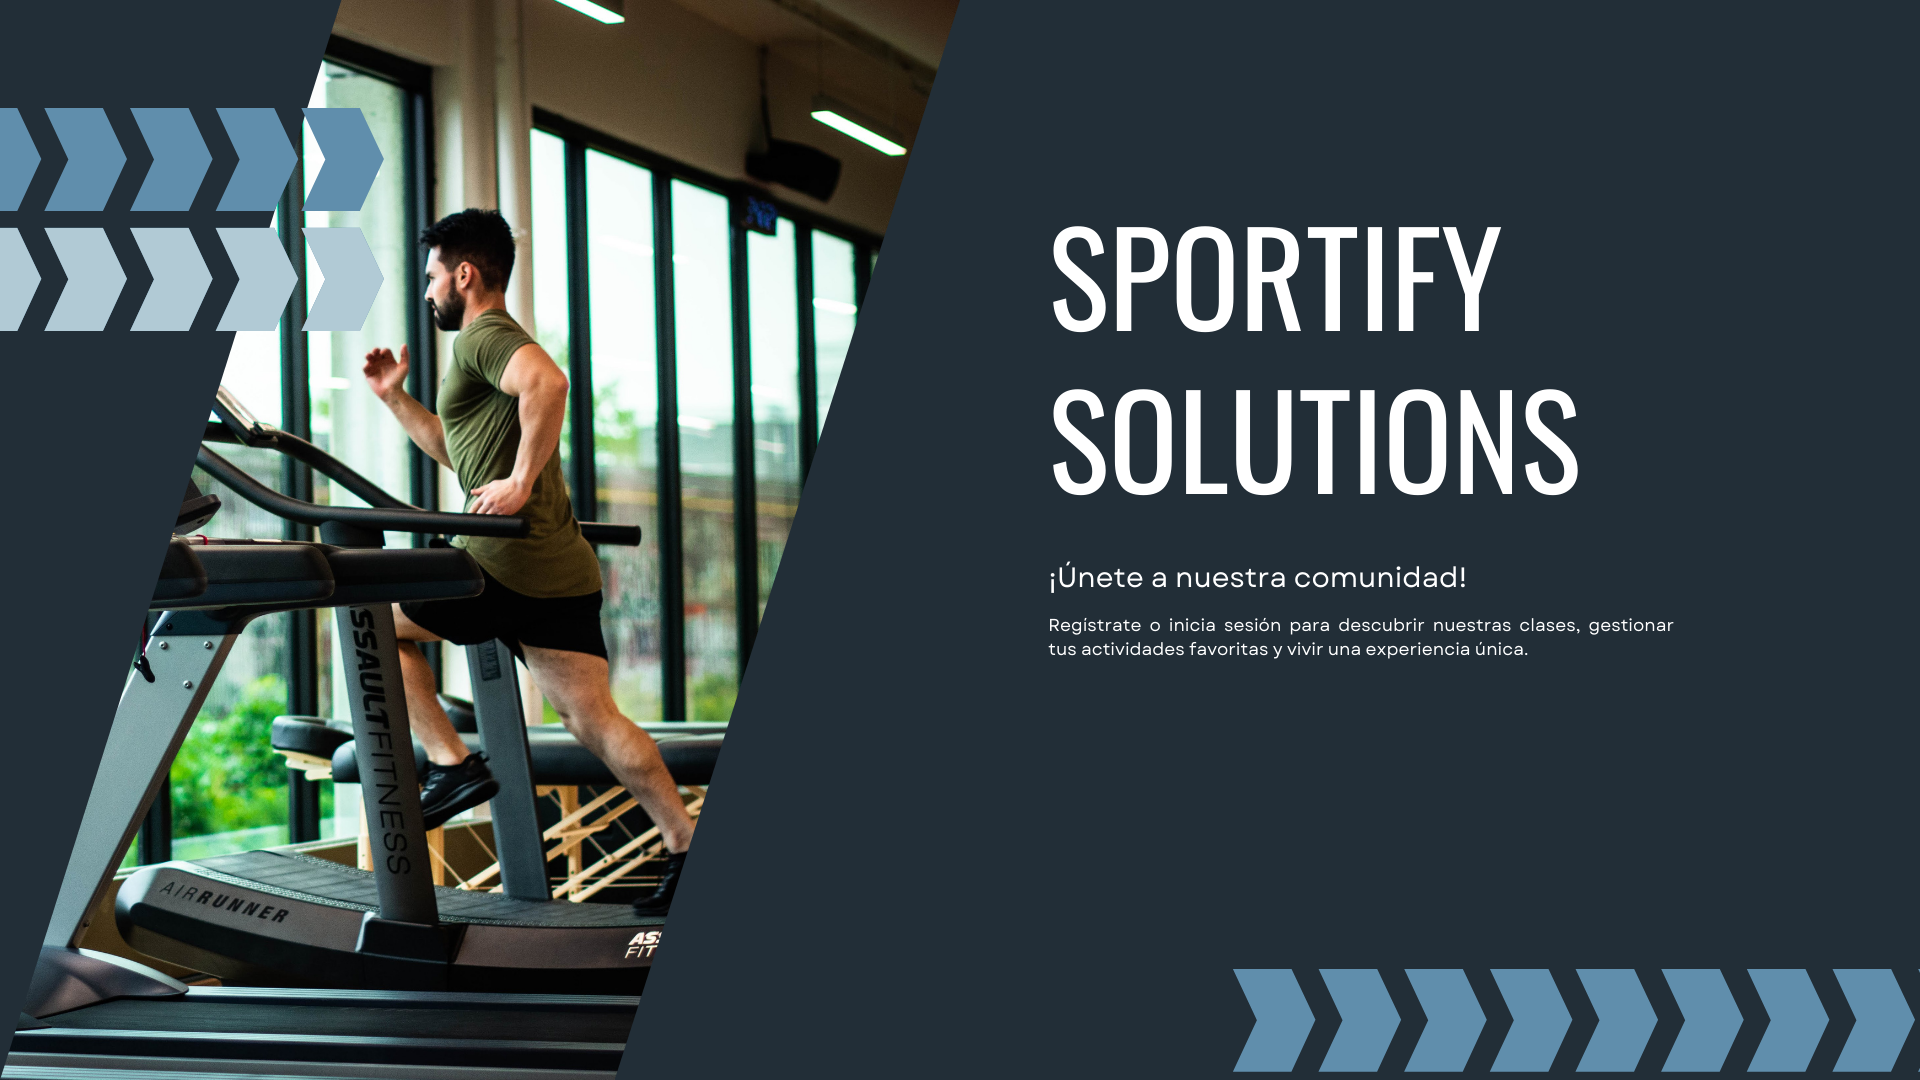 SPORTIFY
SOLUTIONS
¡Únete a nuestra comunidad!
Regístrate o inicia sesión para descubrir nuestras clases, gestionar
tus actividades favoritas y vivir una experiencia única.
ASSAULTFITNESS
AIRRUNNER